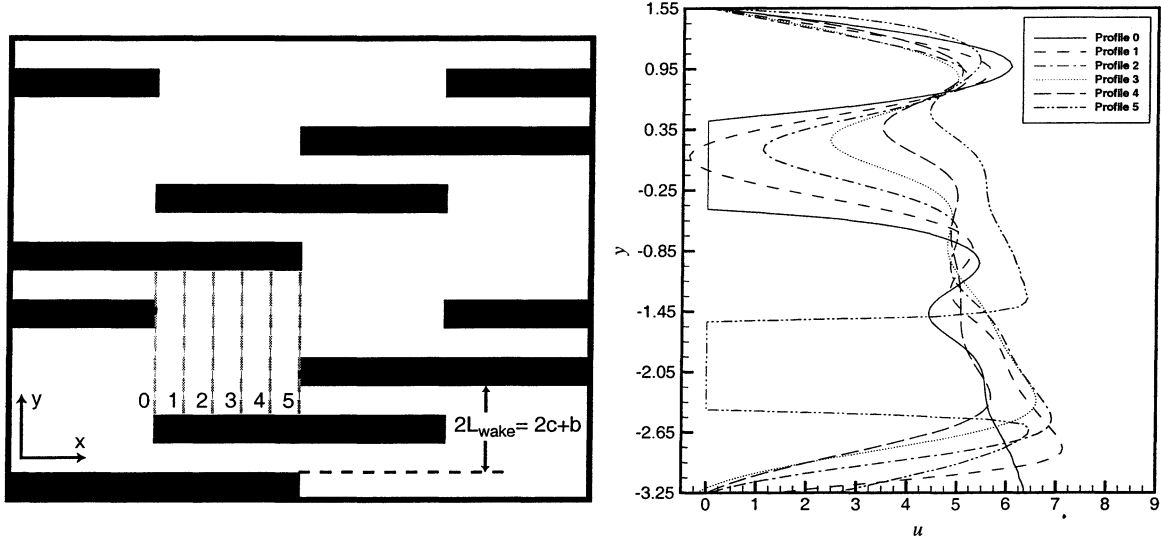 0 1 2 3 4 5
y
x
2L_wake= 2c+b
1.55
0.95
0.35
-0.25
-0.85
-1.45
-2.05
-2.65
-3.25
y
0 1 2 3 4 5 6 7 8 9
u
Profile 0
Profile 1
Profile 2
Profile 3
Profile 4
Profile 5